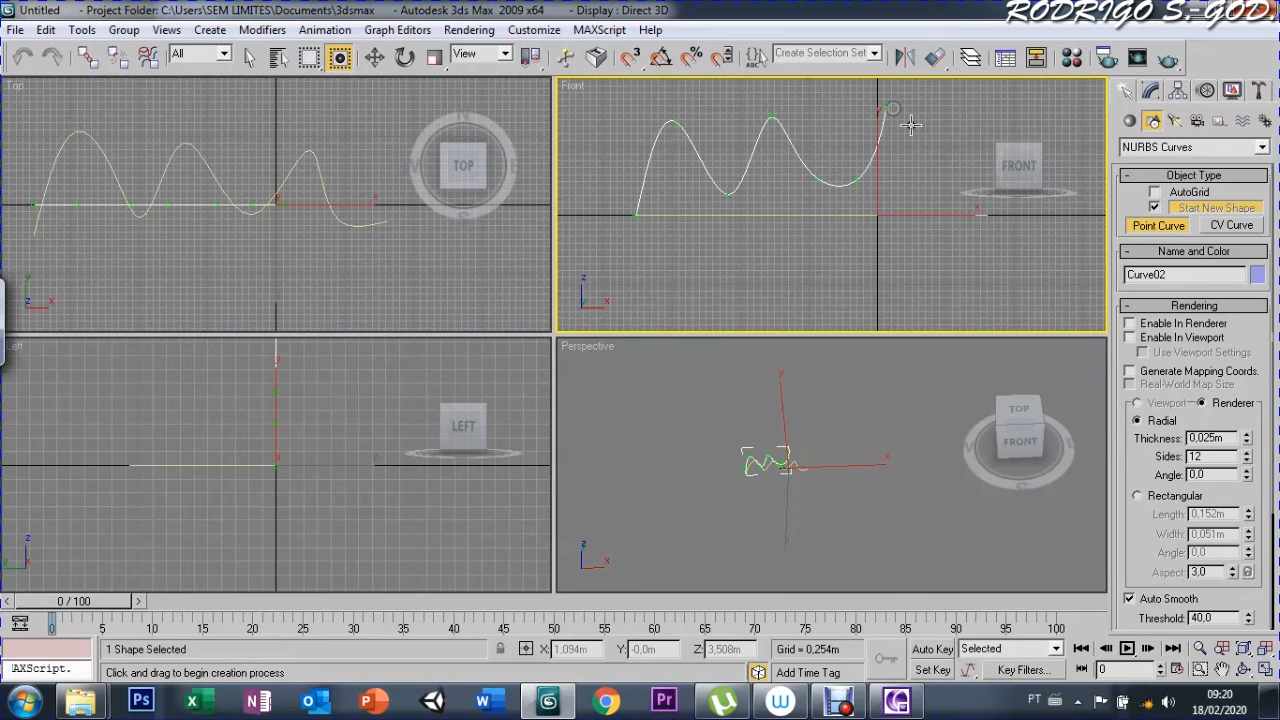 Untitled - Project Folder: C:\Users\SEM LIMITES\Documents\3dsmax - Autodesk 3ds Max 2009 x64 - Display : Direct 3D
RODRIGO S.-GOD
File Edit Tools Group Views Create Modifiers Animation Graph Editors Rendering Customize MAXScript Help
All View Create Selection Set
Top
TOP
x
y
z
x
Front
FRONT
x
z
x
NURBS Curves
Object Type
AutoGrid
Start New Shape
Point Curve CV Curve
Name and Color
Curve02
Rendering
Enable In Renderer
Enable In Viewport
Use Viewport Settings
Generate Mapping Coords.
Real-World Map Size
Viewport Renderer
Radial
Thickness: 0,025m
Sides: 12
Angle: 0,0
Rectangular
Length: 0,152m
Width: 0,051m
Angle: 0,0
Aspect: 3,0
Auto Smooth
Threshold: 40,0
LEFT
z
y
Perspective
y
x
TOP
FRONT
z
x
0 / 100
0 5 10 15 20 25 30 35 40 45 50 55 60 65 70 75 80 85 90 95 100
1 Shape Selected X: 1,094m Y: -0,0m Z: 3,508m Grid = 0,254m Auto Key Selected
AXScript. Click and drag to begin creation process Add Time Tag Set Key Key Filters... 0
Ps X N O P W Pr W
PT 09:20
18/02/2020